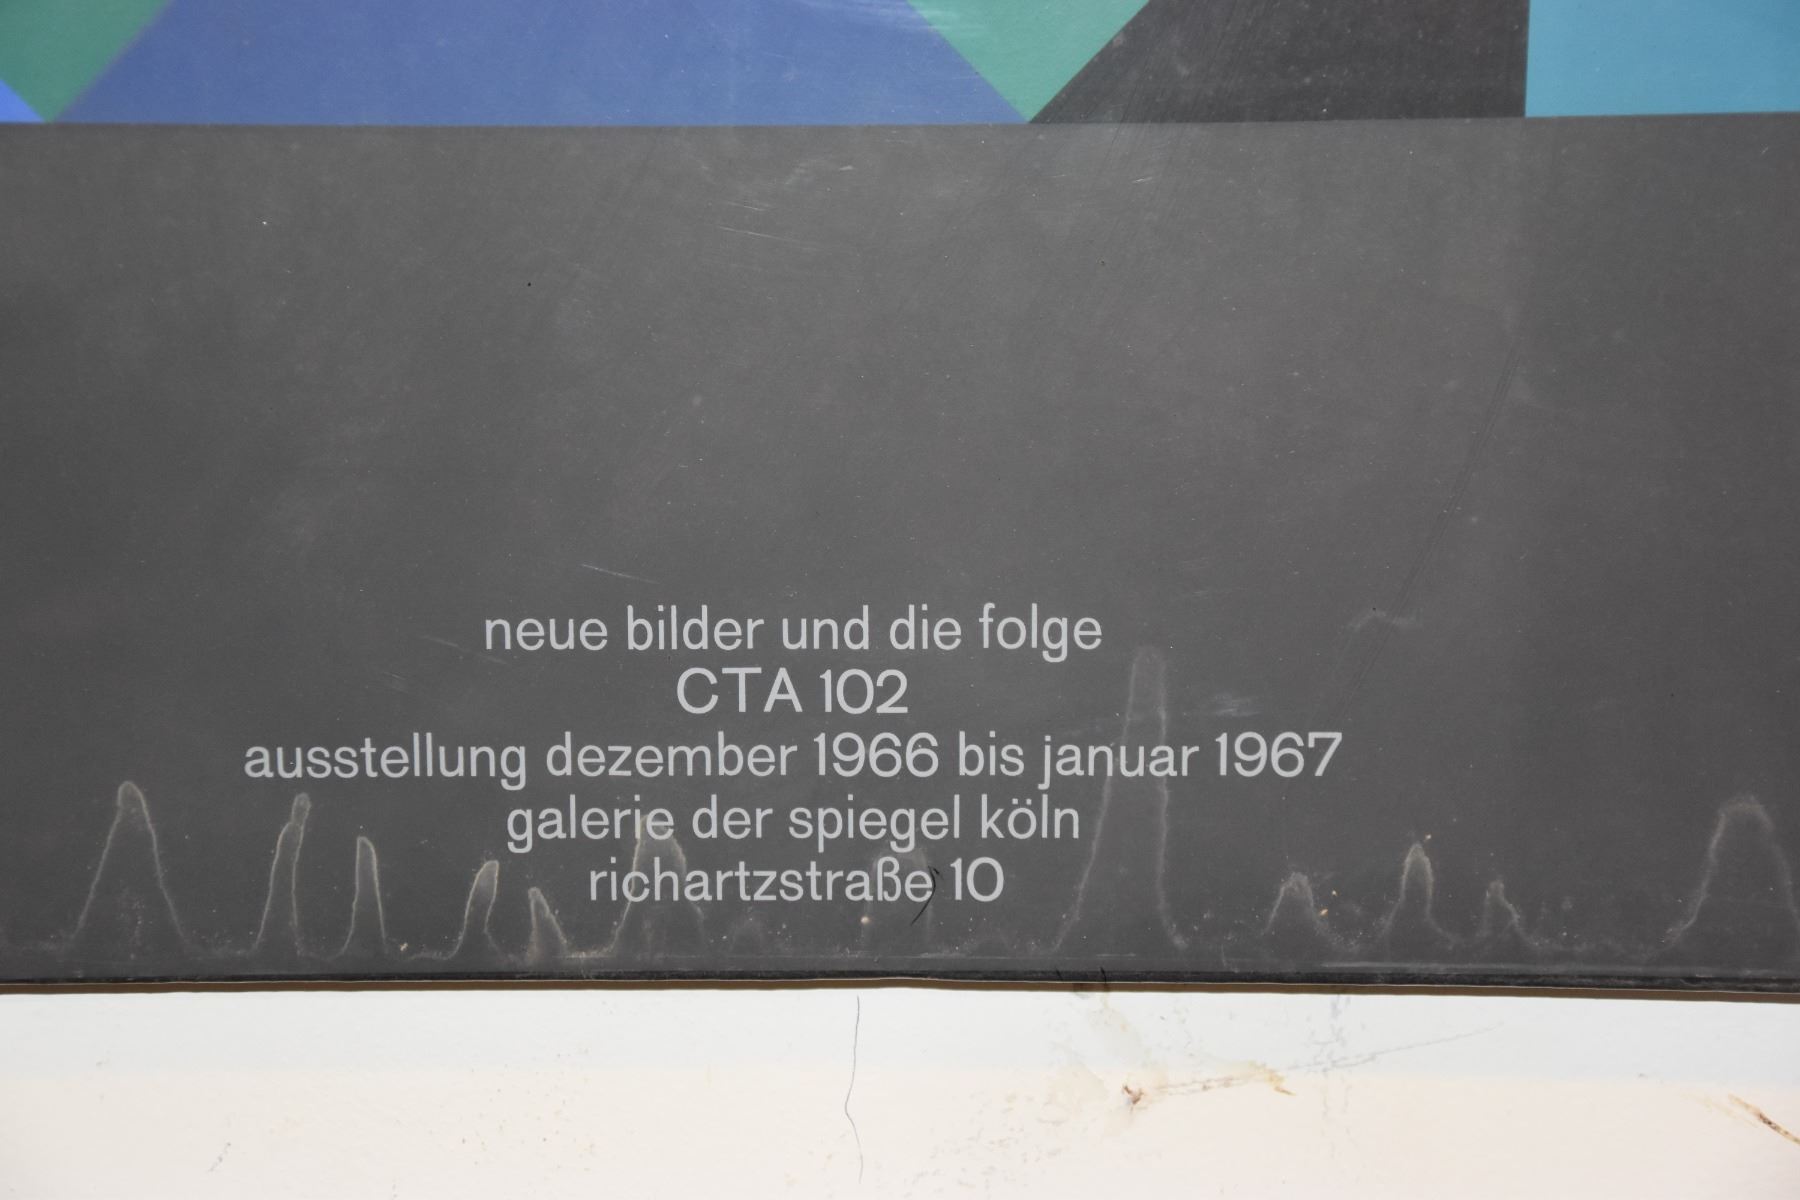 neue bilder und die folge
CTA 102
ausstellung dezember 1966 bis januar 1967
galerie der spiegel köln
richartzstraße 10